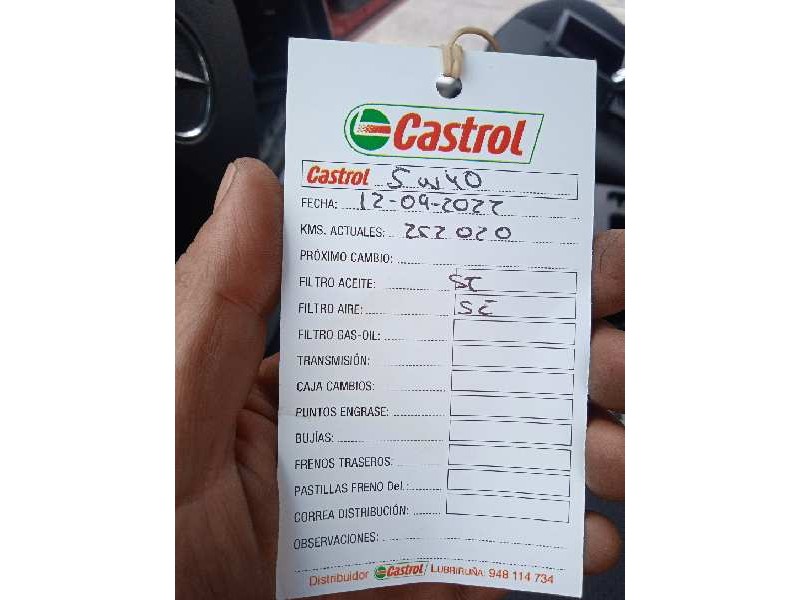 Castrol
Castrol 5w40
FECHA: 12-09-2022
KMS. ACTUALES: 252020
PRÓXIMO CAMBIO:
FILTRO ACEITE: SI
FILTRO AIRE: SI
FILTRO GAS-OIL:
TRANSMISIÓN:
CAJA CAMBIOS:
PUNTOS ENGRASE:
BUJÍAS:
FRENOS TRASEROS:
PASTILLAS FRENO Del.:
CORREA DISTRIBUCIÓN:
OBSERVACIONES:
Distribuidor Castrol LUBRIRUÑA: 948 114 734